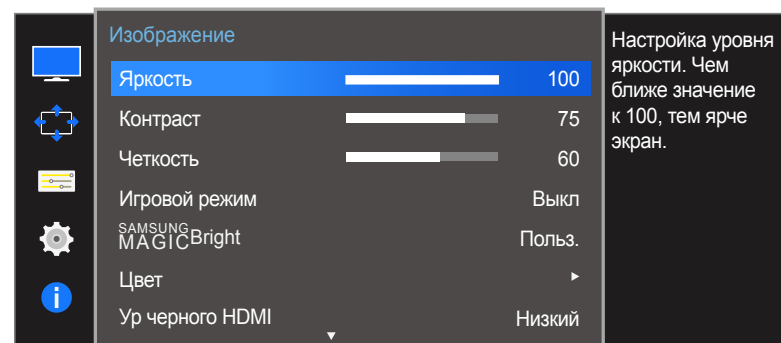 Изображение
Яркость 100
Контраст 75
Четкость 60
Игровой режим Выкл
SAMSUNG
MAGICBright Польз.
Цвет
Ур черного HDMI Низкий
Настройка уровня
яркости. Чем
ближе значение
к 100, тем ярче
экран.
i